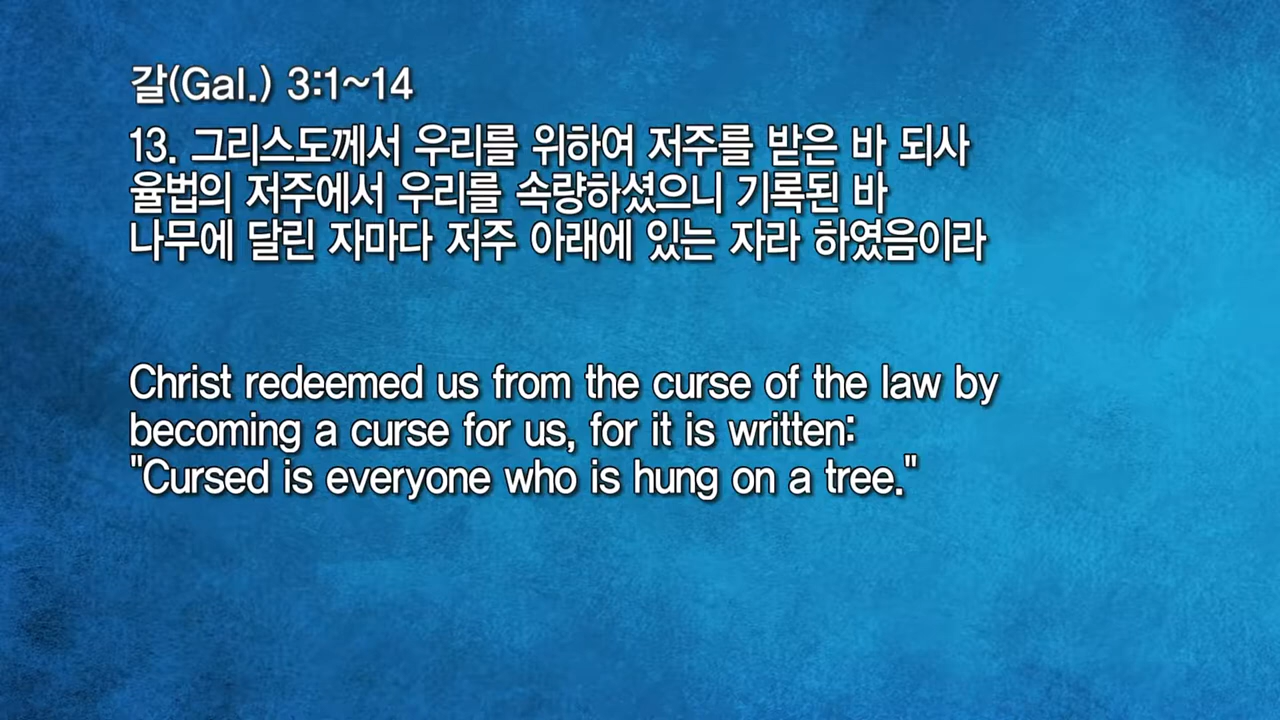 갈(Gal.) 3:1~14
13. 그리스도께서 우리를 위하여 저주를 받은 바 되사
율법의 저주에서 우리를 속량하셨으니 기록된 바
나무에 달린 자마다 저주 아래에 있는 자라 하였음이라
Christ redeemed us from the curse of the law by
becoming a curse for us, for it is written:
"Cursed is everyone who is hung on a tree."